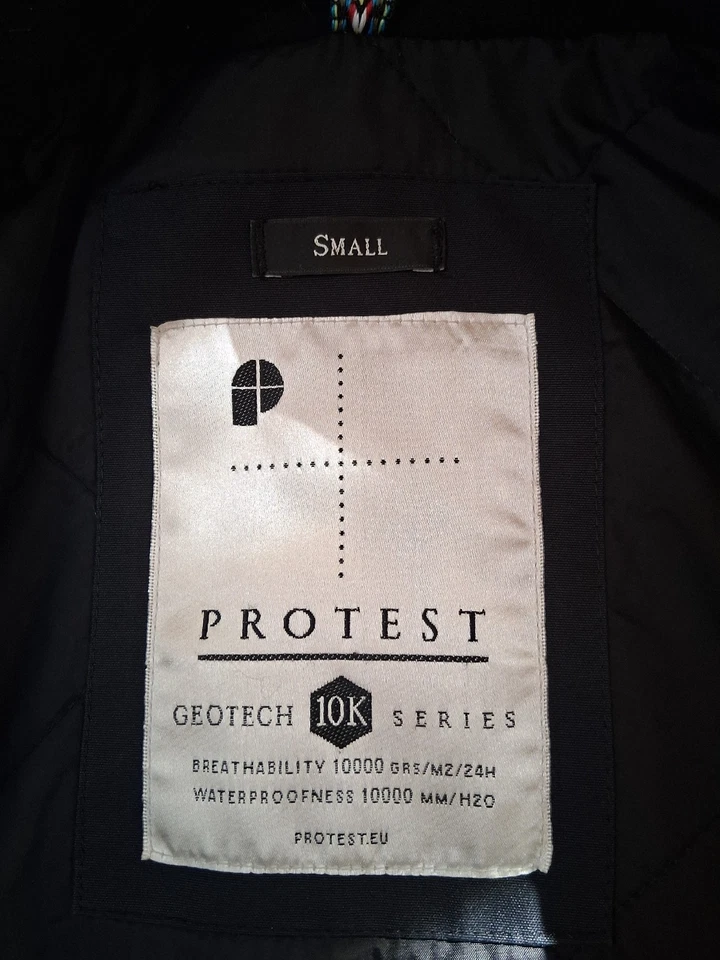 SMALL
P
PROTEST
GEOTECH 10K SERIES
BREATHABILITY 10000 GRS/M2/24H
WATERPROOFNESS 10000 MM/H2O
PROTEST.EU